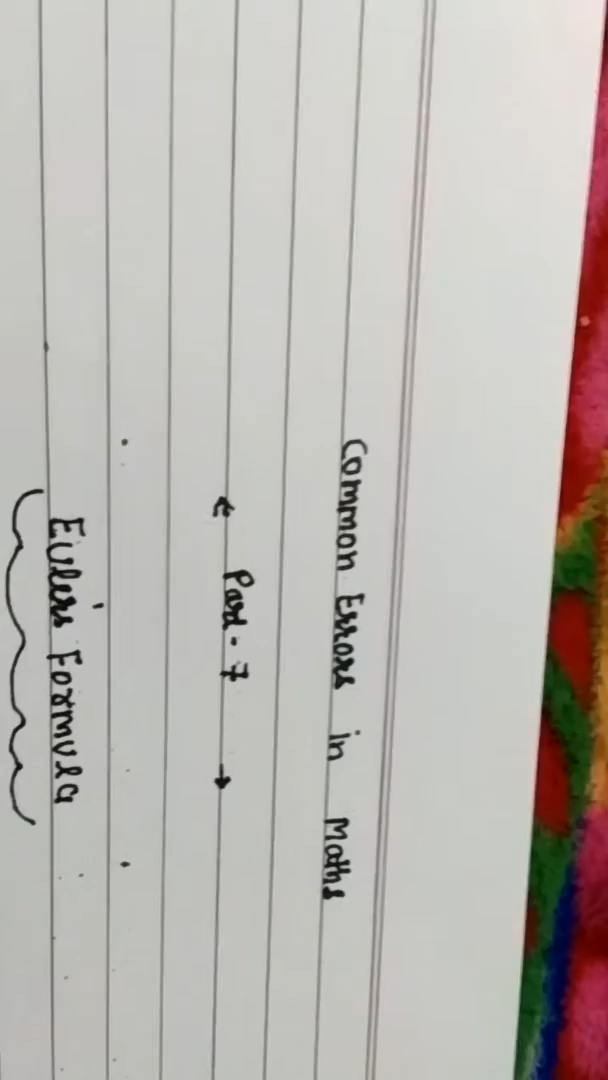 Common Errors in Maths
← Part - 7 →
Euler's Formula